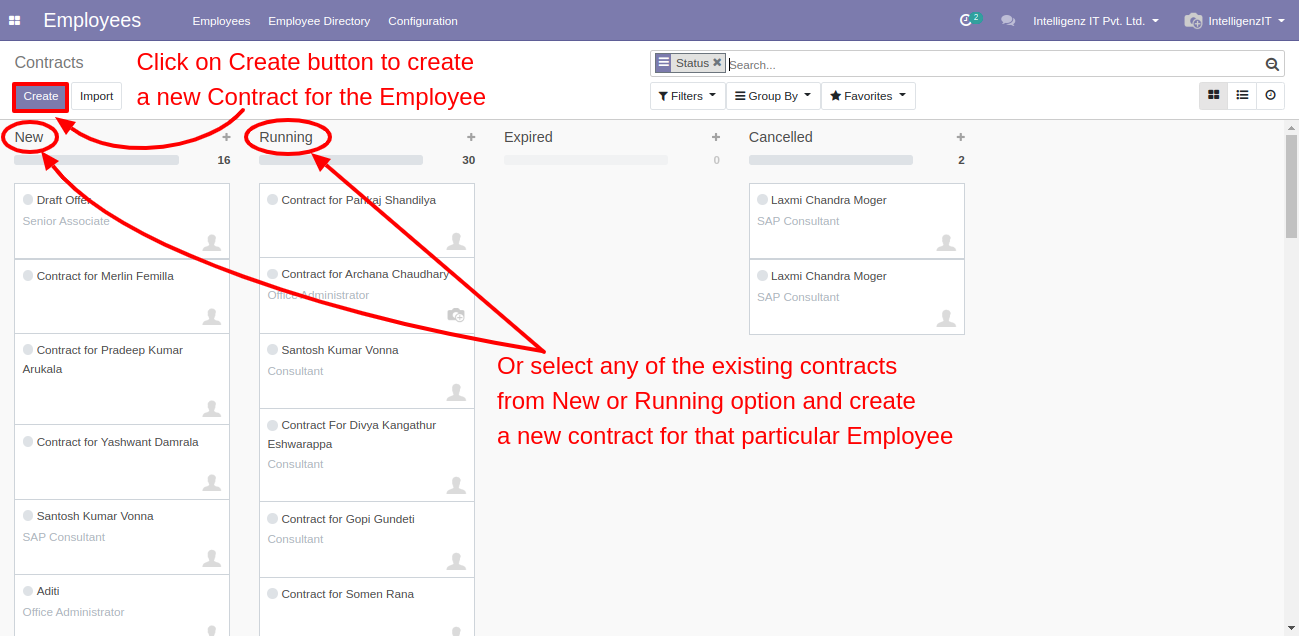 Employees Employees Employee Directory Configuration 2 Intelligenz IT Pvt. Ltd. IntelligenzIT
Contracts
Click on Create button to create
a new Contract for the Employee
Status Search...
Create Import
Filters Group By Favorites
New
16
Draft Offer
Senior Associate
Contract for Merlin Femilla
Contract for Pradeep Kumar
Arukala
Contract for Yashwant Damrala
Santosh Kumar Vonna
SAP Consultant
Aditi
Office Administrator
Running
30
Contract for Pankaj Shandilya
Contract for Archana Chaudhary
Office Administrator
Santosh Kumar Vonna
Consultant
Contract For Divya Kangathur
Eshwarappa
Consultant
Contract for Gopi Gundeti
Consultant
Contract for Somen Rana
Expired
0
Cancelled
2
Laxmi Chandra Moger
SAP Consultant
Laxmi Chandra Moger
SAP Consultant
Or select any of the existing contracts
from New or Running option and create
a new contract for that particular Employee